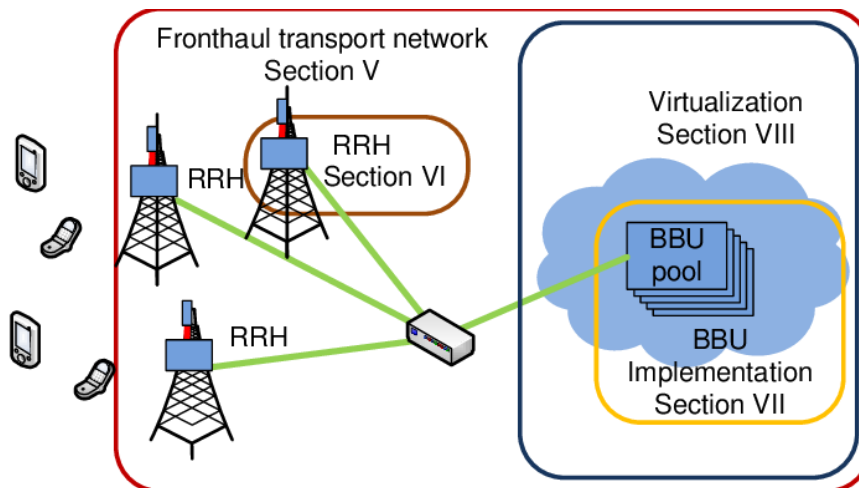 Fronthaul transport network
Section V
Virtualization
Section VIII
RRH
RRH
Section VI
BBU
pool
RRH
BBU
Implementation
Section VII